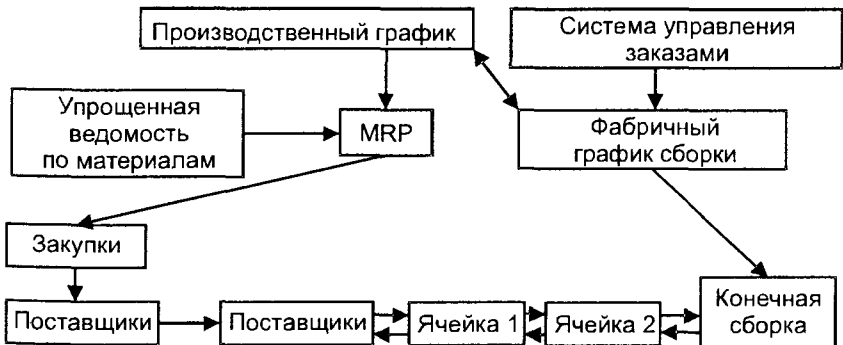 Производственный график
Система управления
заказами
Упрощенная
ведомость
по материалам
MRP
Фабричный
график сборки
Закупки
Поставщики
Поставщики
Ячейка 1
Ячейка 2
Конечная
сборка